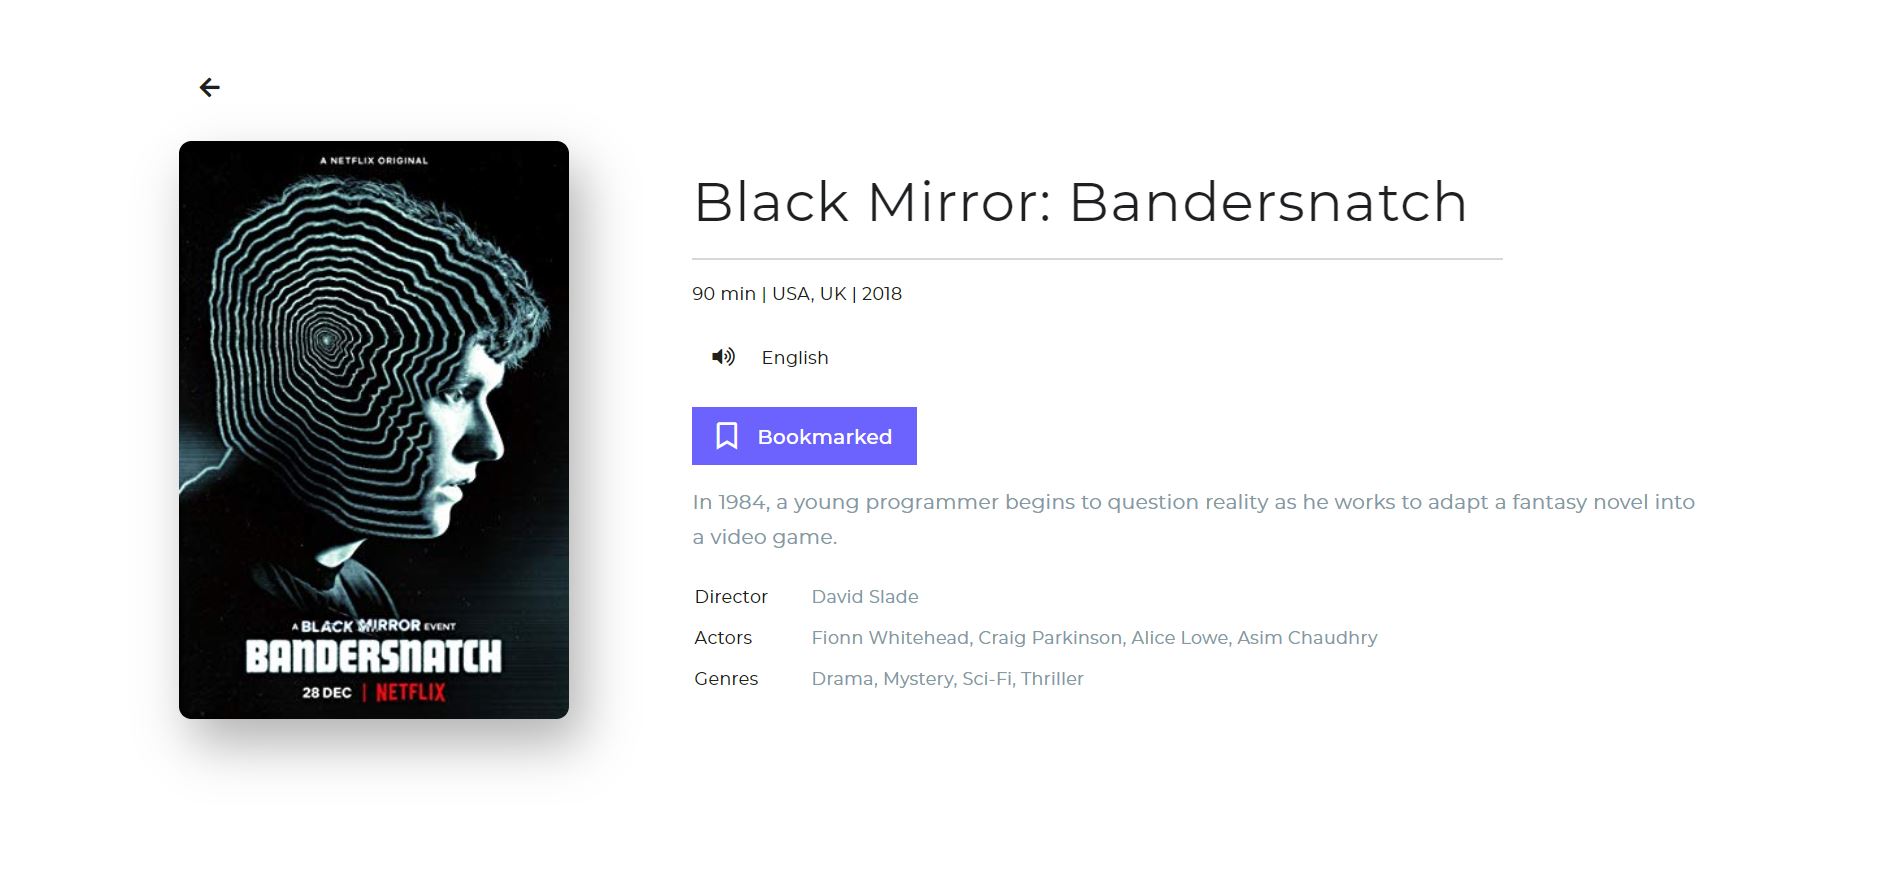 A NETFLIX ORIGINAL
A BLACK MIRROR EVENT
BANDERSNATCH
28 DEC | NETFLIX
Black Mirror: Bandersnatch
90 min | USA, UK | 2018
English
Bookmarked
In 1984, a young programmer begins to question reality as he works to adapt a fantasy novel into
a video game.
Director David Slade
Actors Fionn Whitehead, Craig Parkinson, Alice Lowe, Asim Chaudhry
Genres Drama, Mystery, Sci-Fi, Thriller